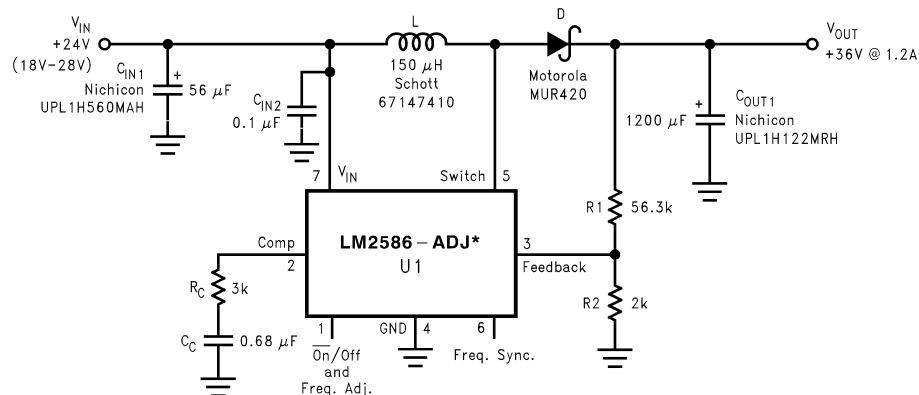 V_IN
+24V
(18V-28V)
C_IN1
Nichicon
UPL1H560MAH
+
56 μF
C_IN2
0.1 μF
L
150 μH
Schott
67147410
D
Motorola
MUR420
V_OUT
+36V @ 1.2A
+
1200 μF
C_OUT1
Nichicon
UPL1H122MRH
7
V_IN
Switch
5
R1
56.3k
LM2586-ADJ*
U1
Comp
2
3
Feedback
R_C
3k
R2
2k
C_C
0.68 μF
1
On/Off
and
Freq. Adj.
GND
4
6
Freq. Sync.